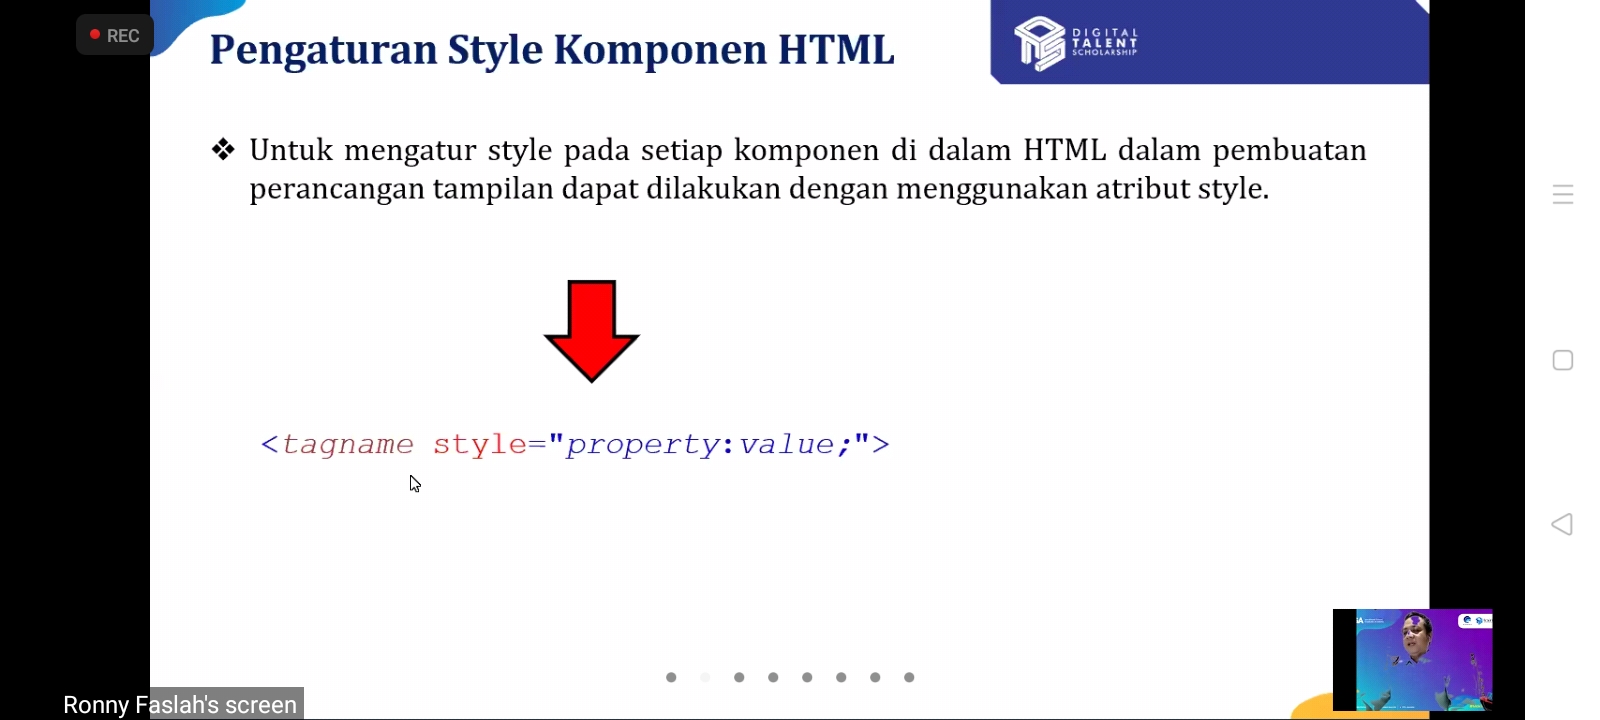 REC
Pengaturan Style Komponen HTML
DIGITAL
TALENT
SCHOLARSHIP
❖ Untuk mengatur style pada setiap komponen di dalam HTML dalam pembuatan
perancangan tampilan dapat dilakukan dengan menggunakan atribut style.
<tagname style="property:value;">
Ronny Faslah's screen